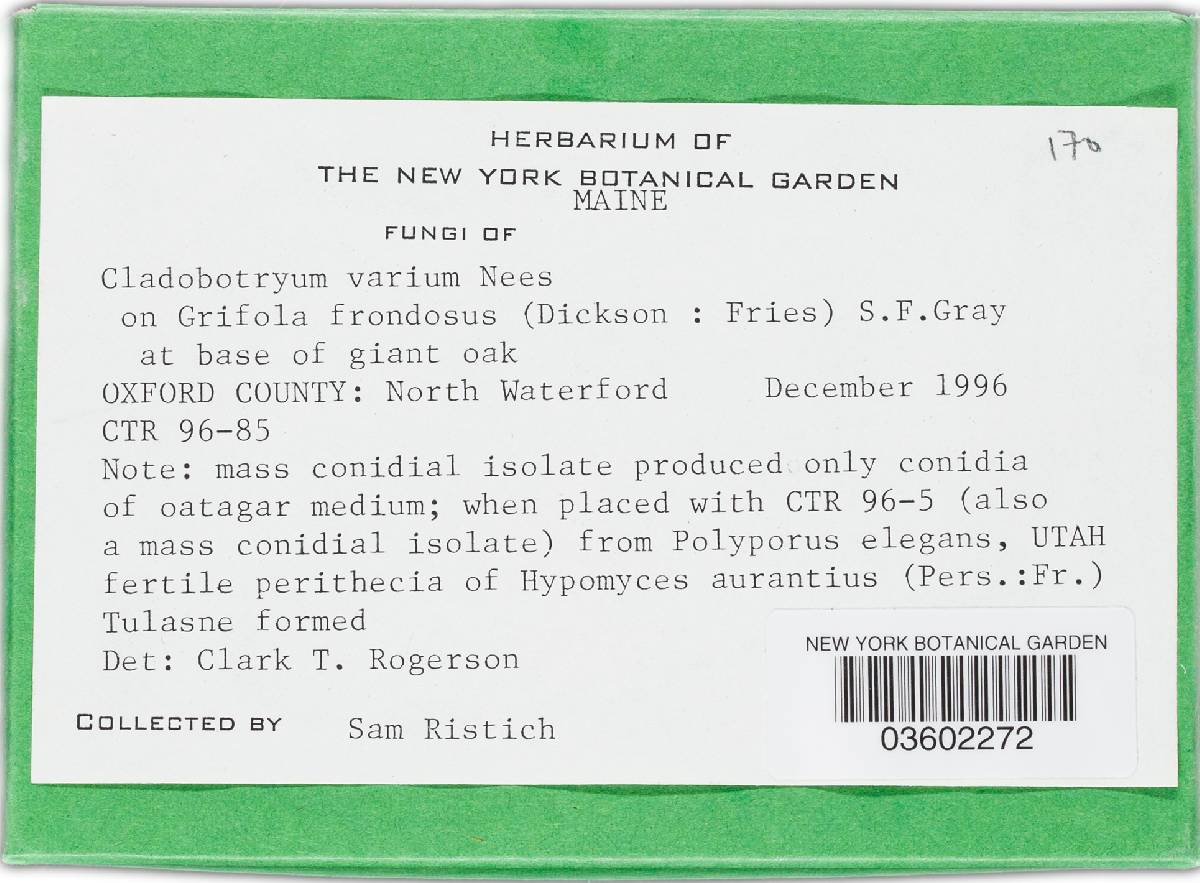 170
HERBARIUM OF
THE NEW YORK BOTANICAL GARDEN
MAINE
FUNGI OF
Cladobotryum varium Nees
on Grifola frondosus (Dickson : Fries) S.F.Gray
at base of giant oak
OXFORD COUNTY: North Waterford December 1996
CTR 96-85
Note: mass conidial isolate produced only conidia
of oatagar medium; when placed with CTR 96-5 (also
a mass conidial isolate) from Polyporus elegans, UTAH
fertile perithecia of Hypomyces aurantius (Pers.:Fr.)
Tulasne formed
Det: Clark T. Rogerson
COLLECTED BY Sam Ristich
NEW YORK BOTANICAL GARDEN
03602272